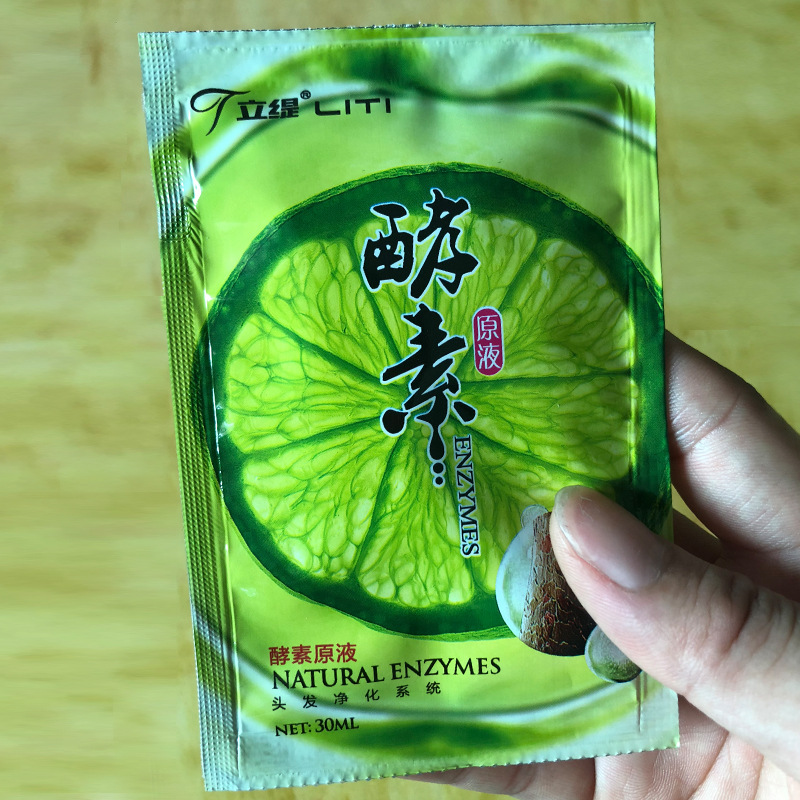 立缇® LITI
酵素
原液
ENZYMES
酵素原液
NATURAL ENZYMES
头发净化系统
NET: 30ML